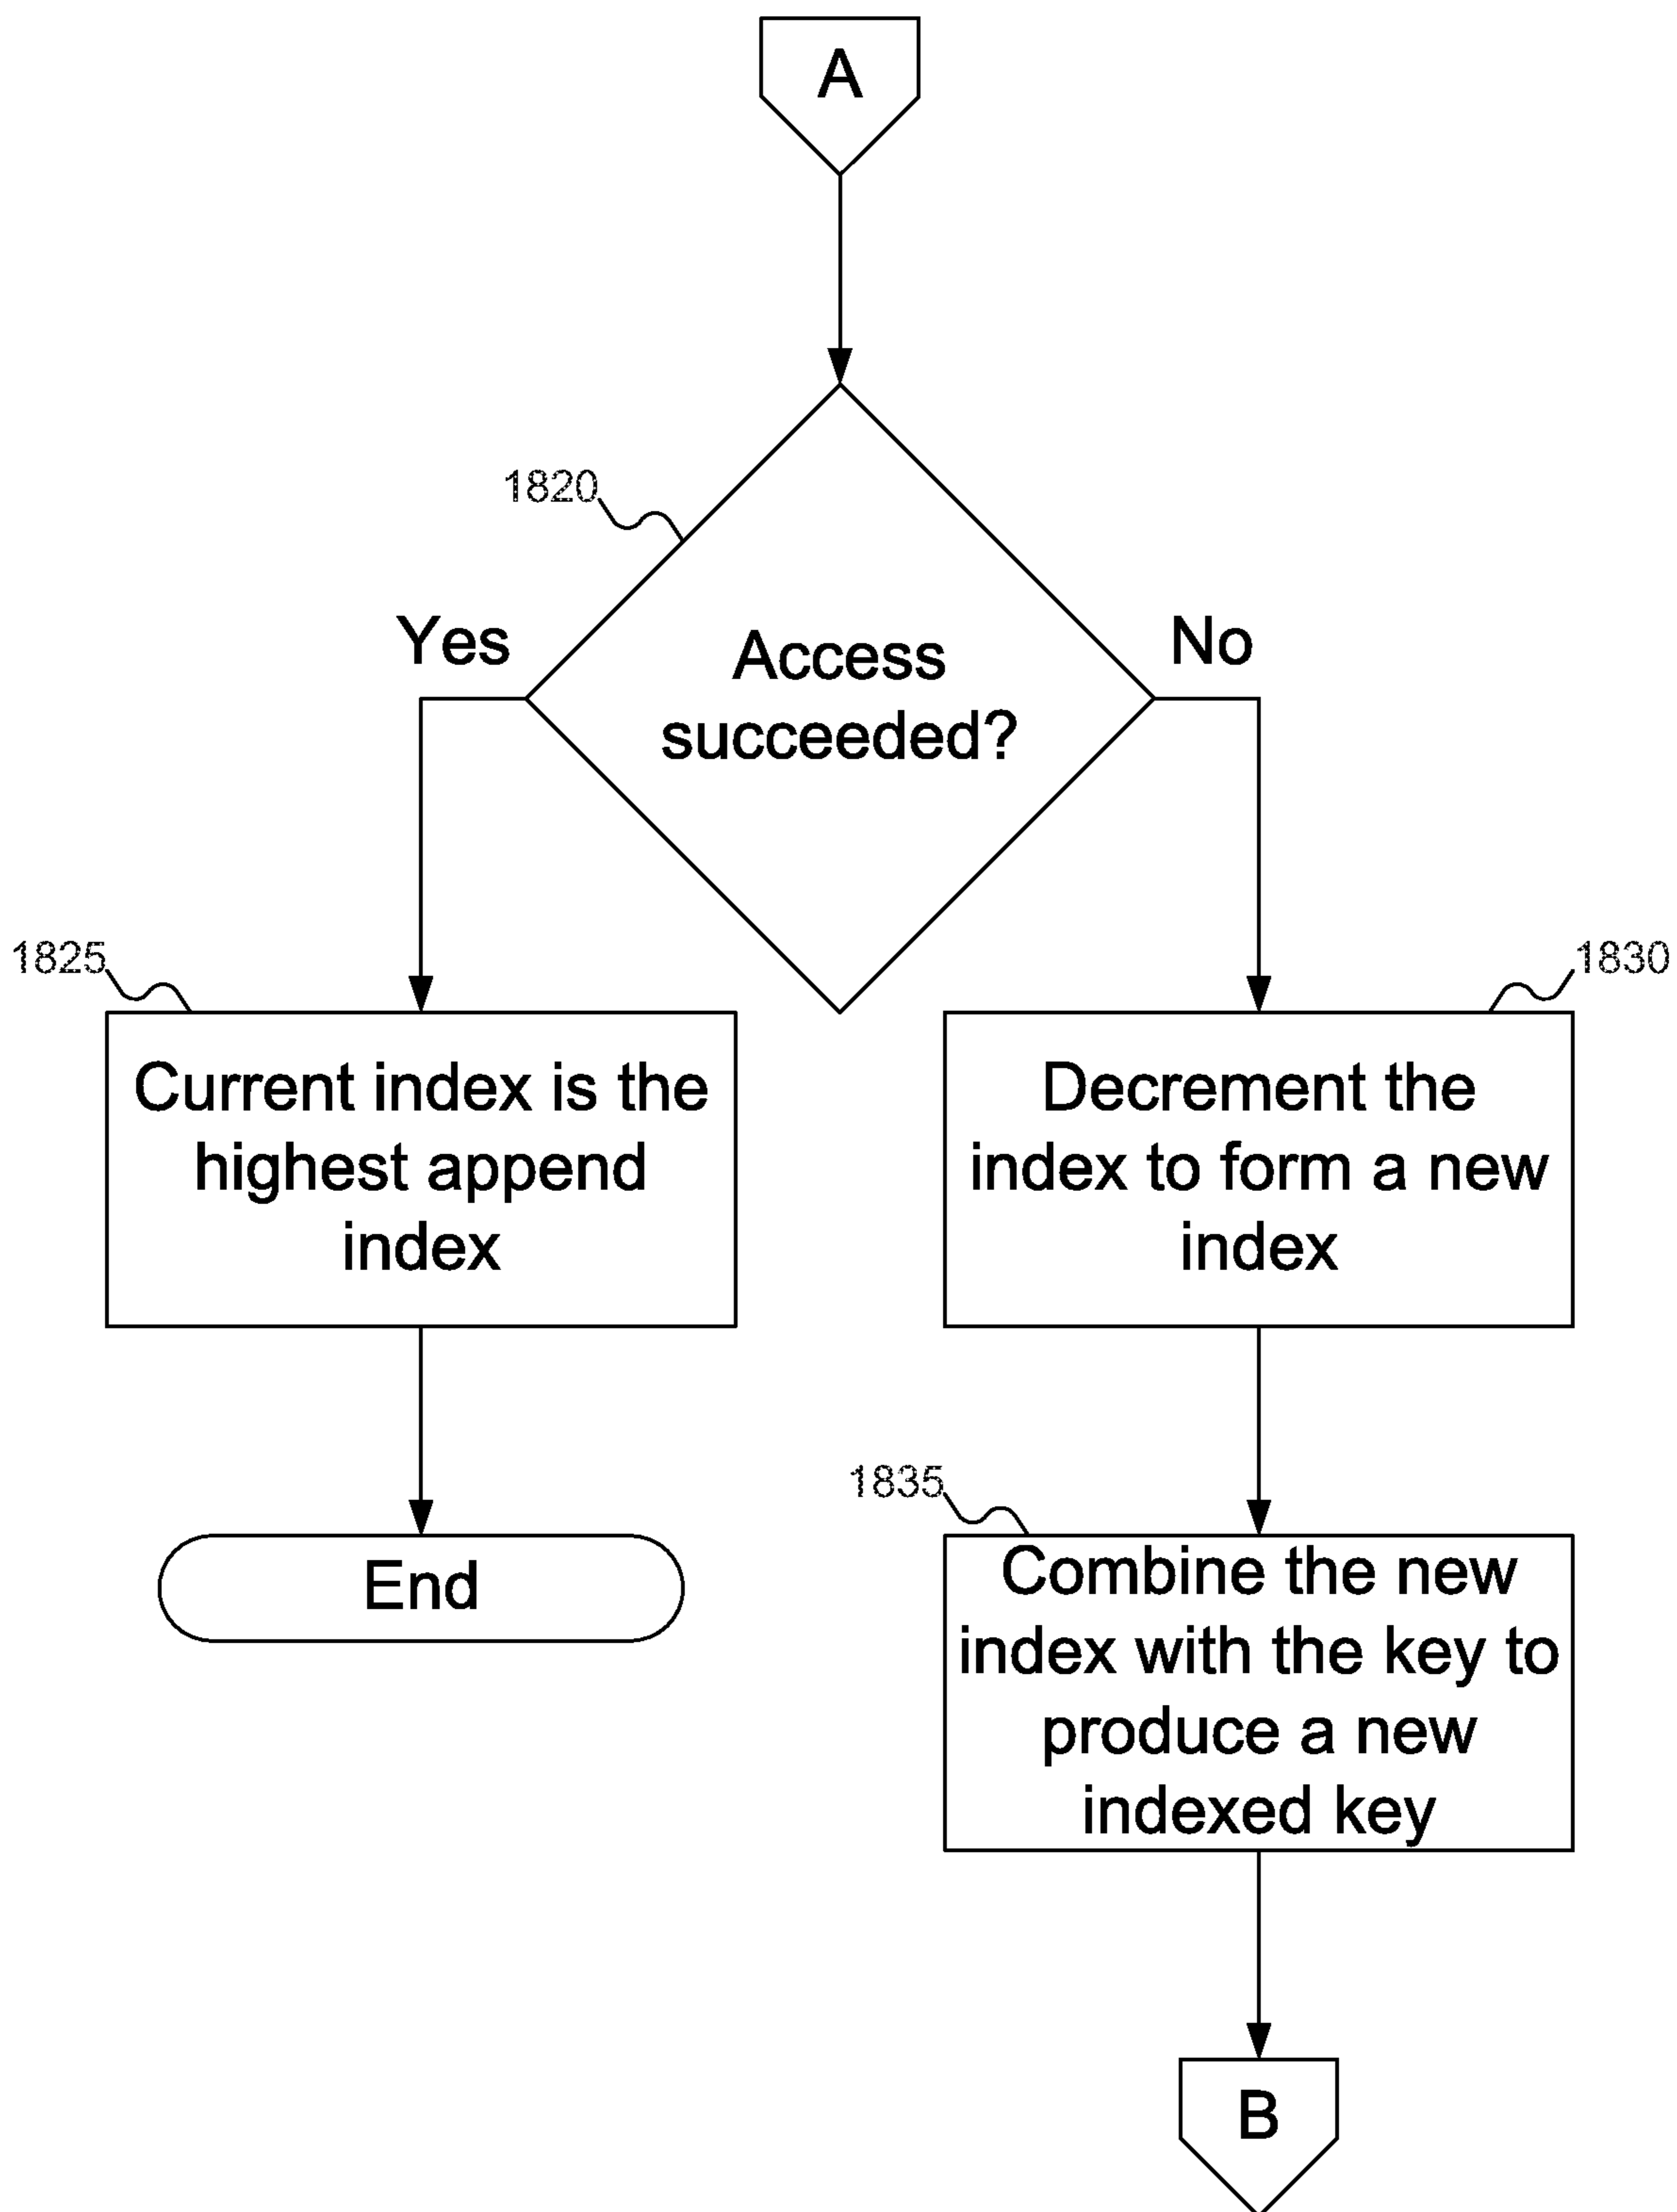 A
1820
Yes
No
Access
succeeded?
1825
1830
Current index is the
highest append
index
Decrement the
index to form a new
index
1835
End
Combine the new
index with the key to
produce a new
indexed key
B